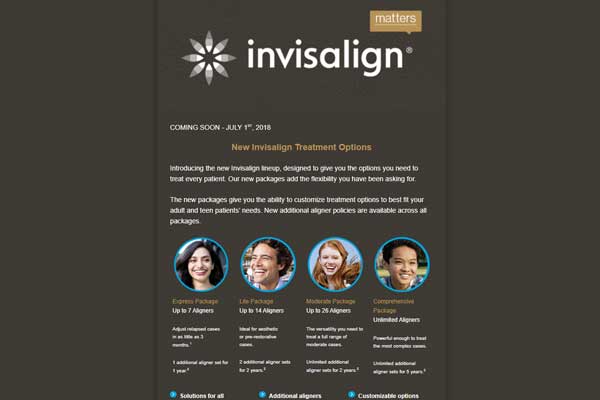 matters
invisalign®
COMING SOON - JULY 1ST, 2018
New Invisalign Treatment Options
Introducing the new Invisalign lineup, designed to give you the options you need to
treat every patient. Our new packages add the flexibility you have been asking for.
The new packages give you the ability to customize treatment options to best fit your
adult and teen patients' needs. New additional aligner policies are available across all
packages.
Express Package
Up to 7 Aligners
Adjust relapsed cases
in as little as 3
months.1
1 additional aligner set for
1 year.2
Lite Package
Up to 14 Aligners
Ideal for aesthetic
or pre-restorative
cases.
2 additional aligner sets
for 2 years.2
Moderate Package
Up to 26 Aligners
The versatility you need to
treat a full range of
moderate cases.
Unlimited additional
aligner sets for 2 years.2
Comprehensive
Package
Unlimited Aligners
Powerful enough to treat
the most complex cases.
Unlimited additional
aligner sets for 5 years.2
Solutions for all
Additional aligners
Customizable options